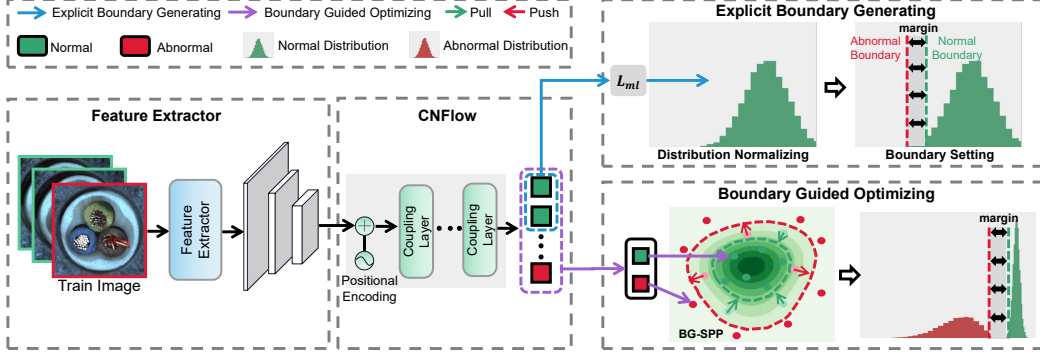 Explicit Boundary Generating
Boundary Guided Optimizing
Pull
Push
Normal
Abnormal
Normal Distribution
Abnormal Distribution
Feature Extractor
Train Image
Feature
Extractor
CNFlow
Positional
Encoding
Coupling
Layer
Coupling
Layer
Explicit Boundary Generating
L_ml
Distribution Normalizing
margin
Abnormal
Boundary
Normal
Boundary
Boundary Setting
Boundary Guided Optimizing
BG-SPP
margin